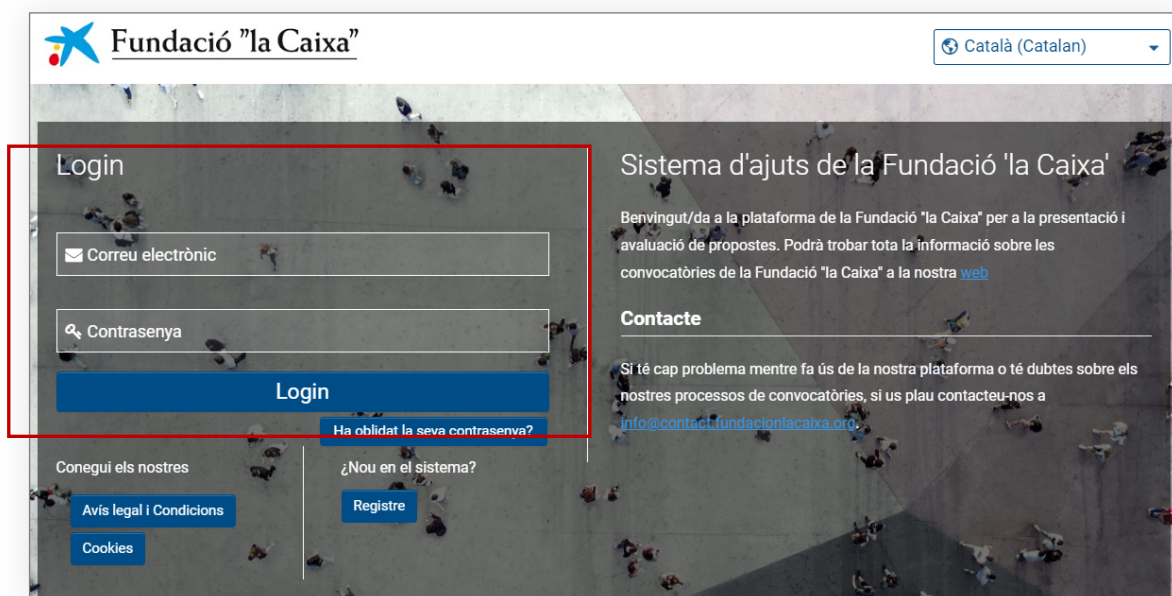 Fundació "la Caixa"
Català (Catalan)
Login
Correu electrònic
Contrasenya
Login
Ha oblidat la seva contrasenya?
Conegui els nostres
Avís legal i Condicions
Cookies
¿Nou en el sistema?
Registre
Sistema d'ajuts de la Fundació 'la Caixa'
Benvingut/da a la plataforma de la Fundació "la Caixa" per a la presentació i
avaluació de propostes. Podrà trobar tota la informació sobre les
convocatòries de la Fundació "la Caixa" a la nostra web
Contacte
Si té cap problema mentre fa ús de la nostra plataforma o té dubtes sobre els
nostres processos de convocatòries, si us plau contacteu-nos a
info@contact.fundacionlacaixa.org.